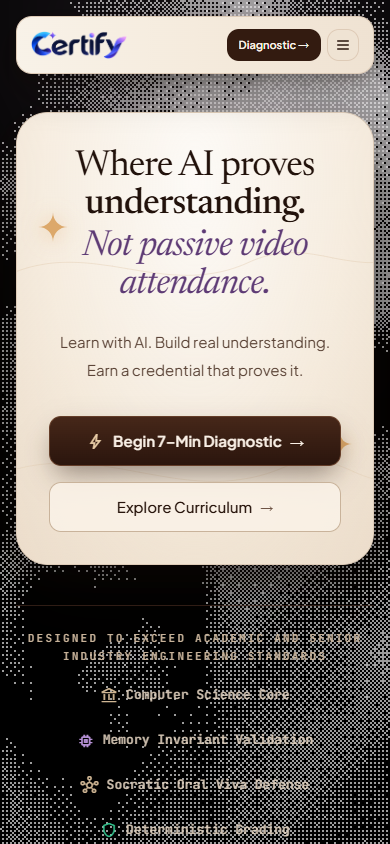 Certify
Diagnostic →
Where AI proves
understanding.
Not passive video
attendance.
Learn with AI. Build real understanding.
Earn a credential that proves it.
Begin 7–Min Diagnostic →
Explore Curriculum →
DESIGNED TO EXCEED ACADEMIC AND SENIOR
INDUSTRY ENGINEERING STANDARDS
Computer Science Core
Memory Invariant Validation
Socratic Oral Viva Defense
Deterministic Grading